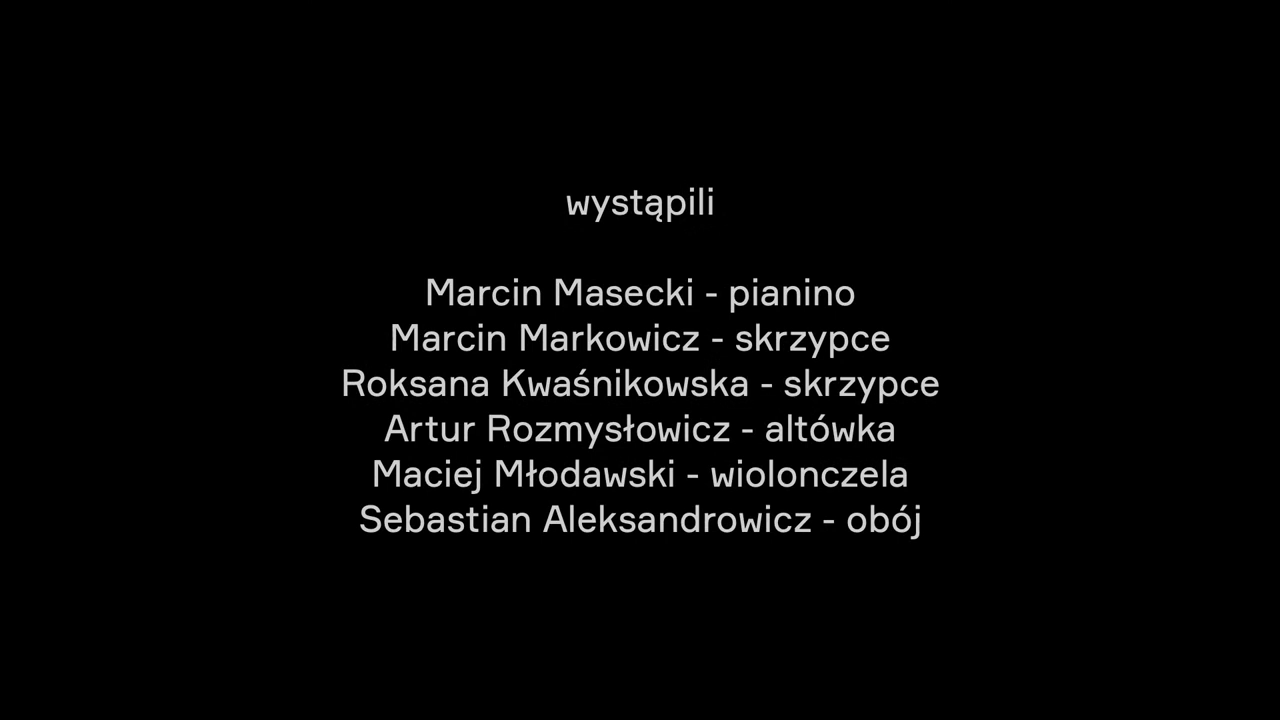 wystąpili
Marcin Masecki - pianino
Marcin Markowicz - skrzypce
Roksana Kwaśnikowska - skrzypce
Artur Rozmysłowicz - altówka
Maciej Młodawski - wiolonczela
Sebastian Aleksandrowicz - obój